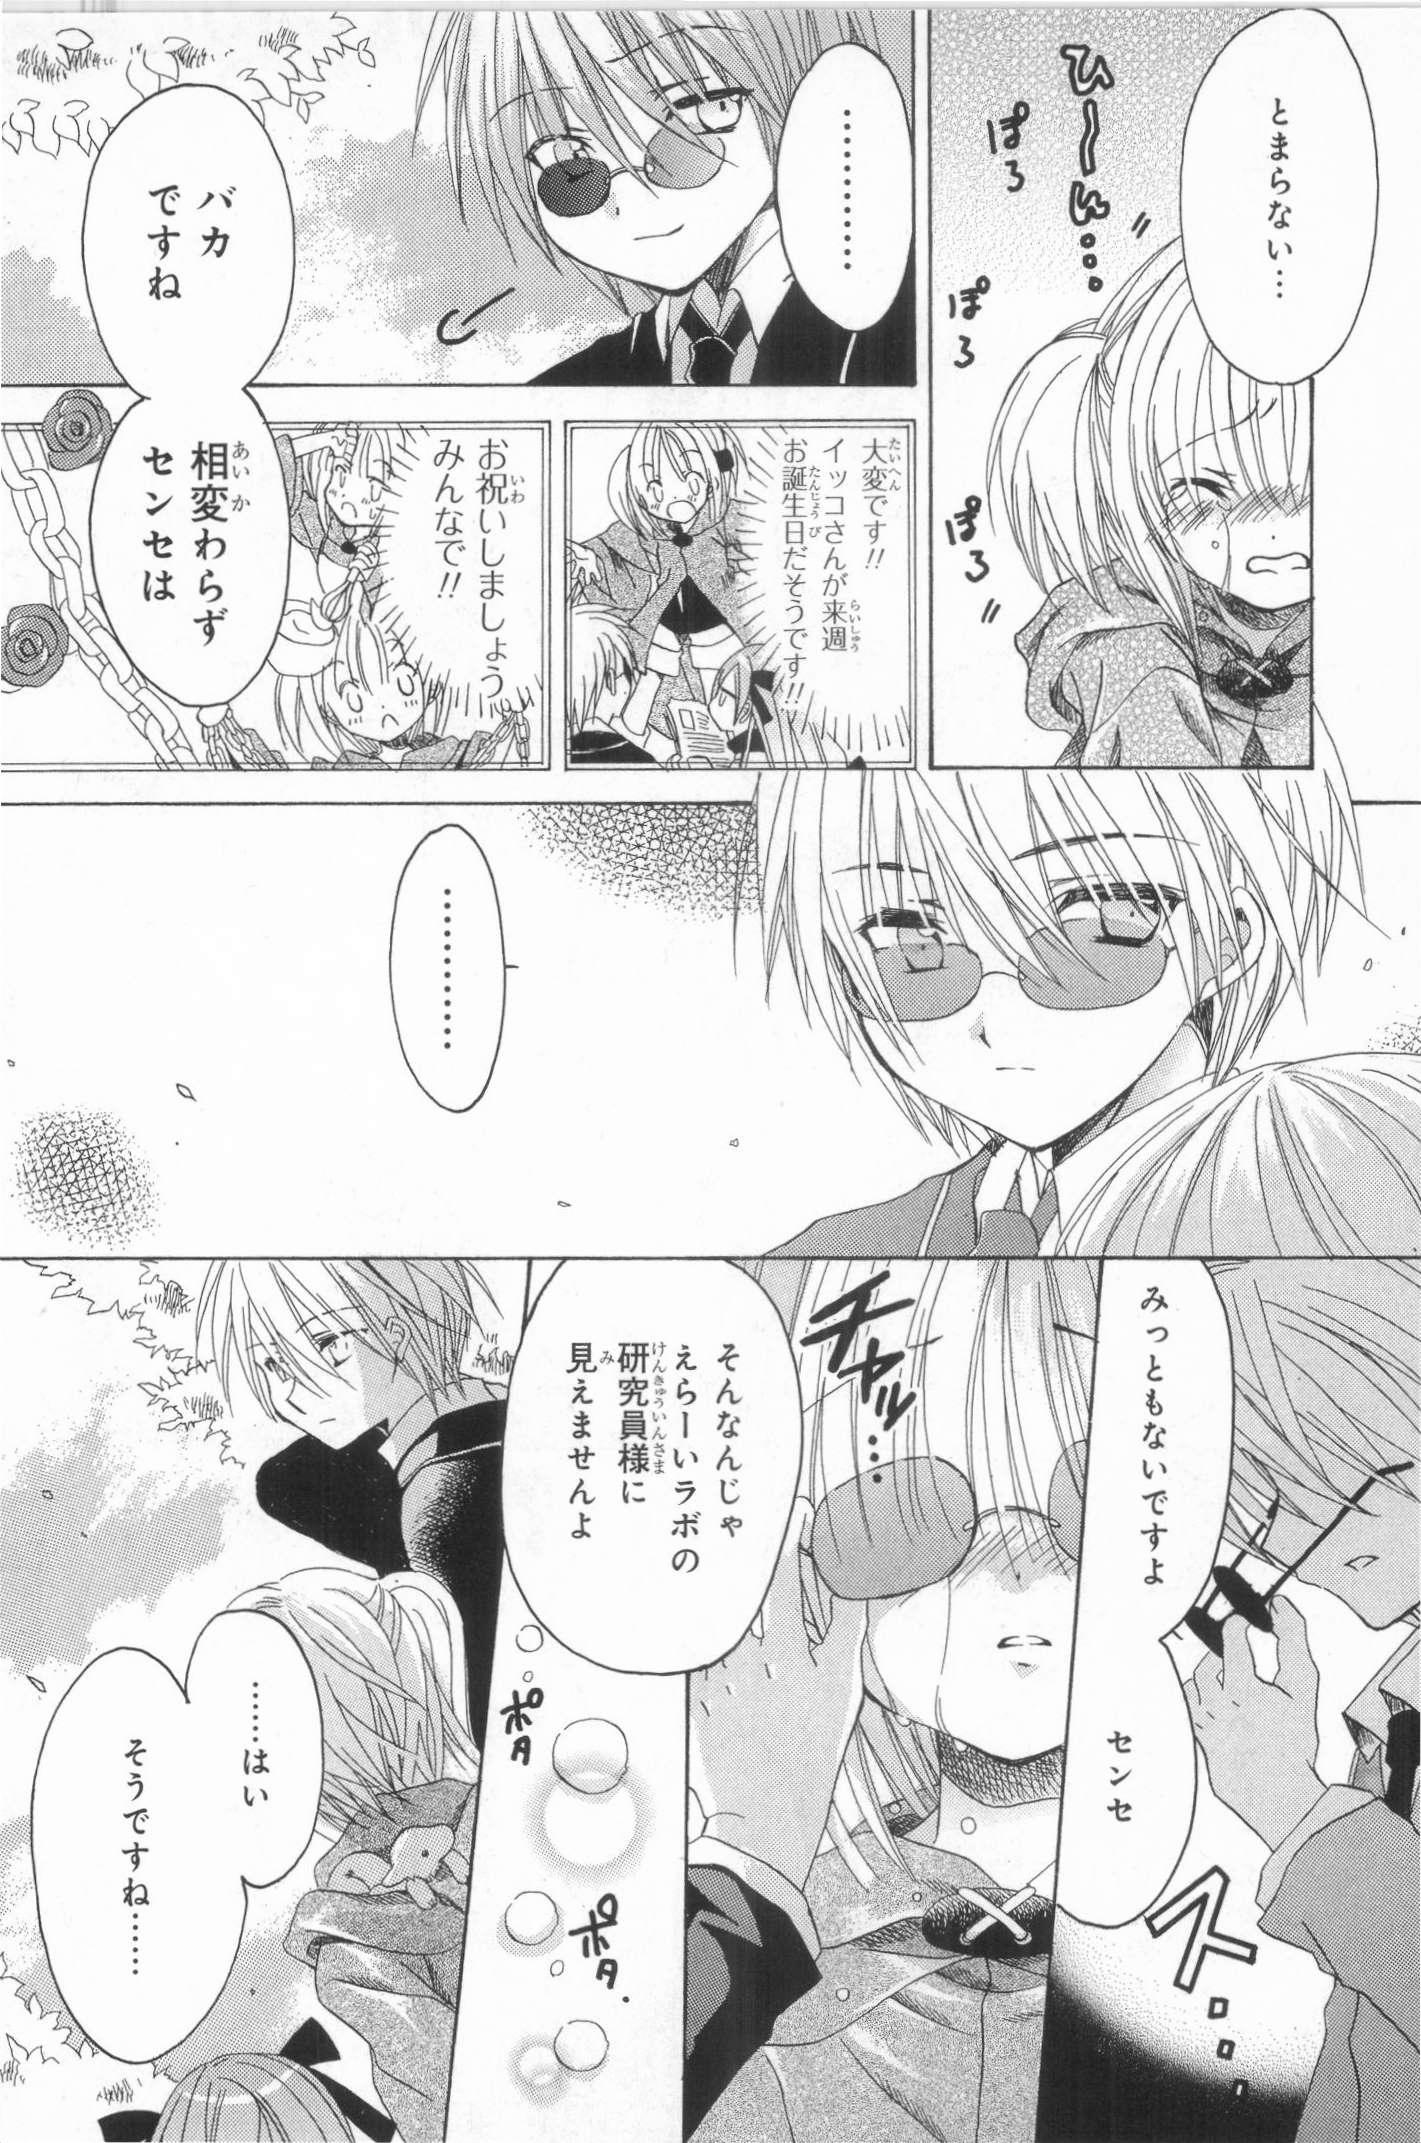 とまらない…
ひーん…
ぽろ
ぽろ
ぽろ
…………
バカ
ですね
大変です!!
イッコさんが来週
お誕生日だそうです!!
お祝いしましょう
みんなで!!
相変わらず
センセは
…………
みっともないですよ
センセ
ス…
チャッ…
そんなんじゃ
えらーいラボの
研究員様に
見えませんよ
ポタ
ポタ
……はい
そうですね……